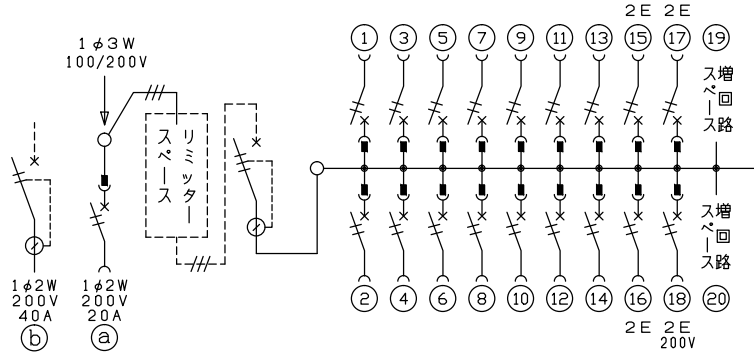 2E 2E
① ③ ⑤ ⑦ ⑨ ⑪ ⑬ ⑮ ⑰ ⑲
1φ3W
100/200V
リミッター
スペース
増回路
スペース
増回路
スペース
1φ2W
200V
40A
ⓑ
1φ2W
200V
20A
ⓐ
② ④ ⑥ ⑧ ⑩ ⑫ ⑭ ⑯ ⑱ ⑳
2E 2E
200V